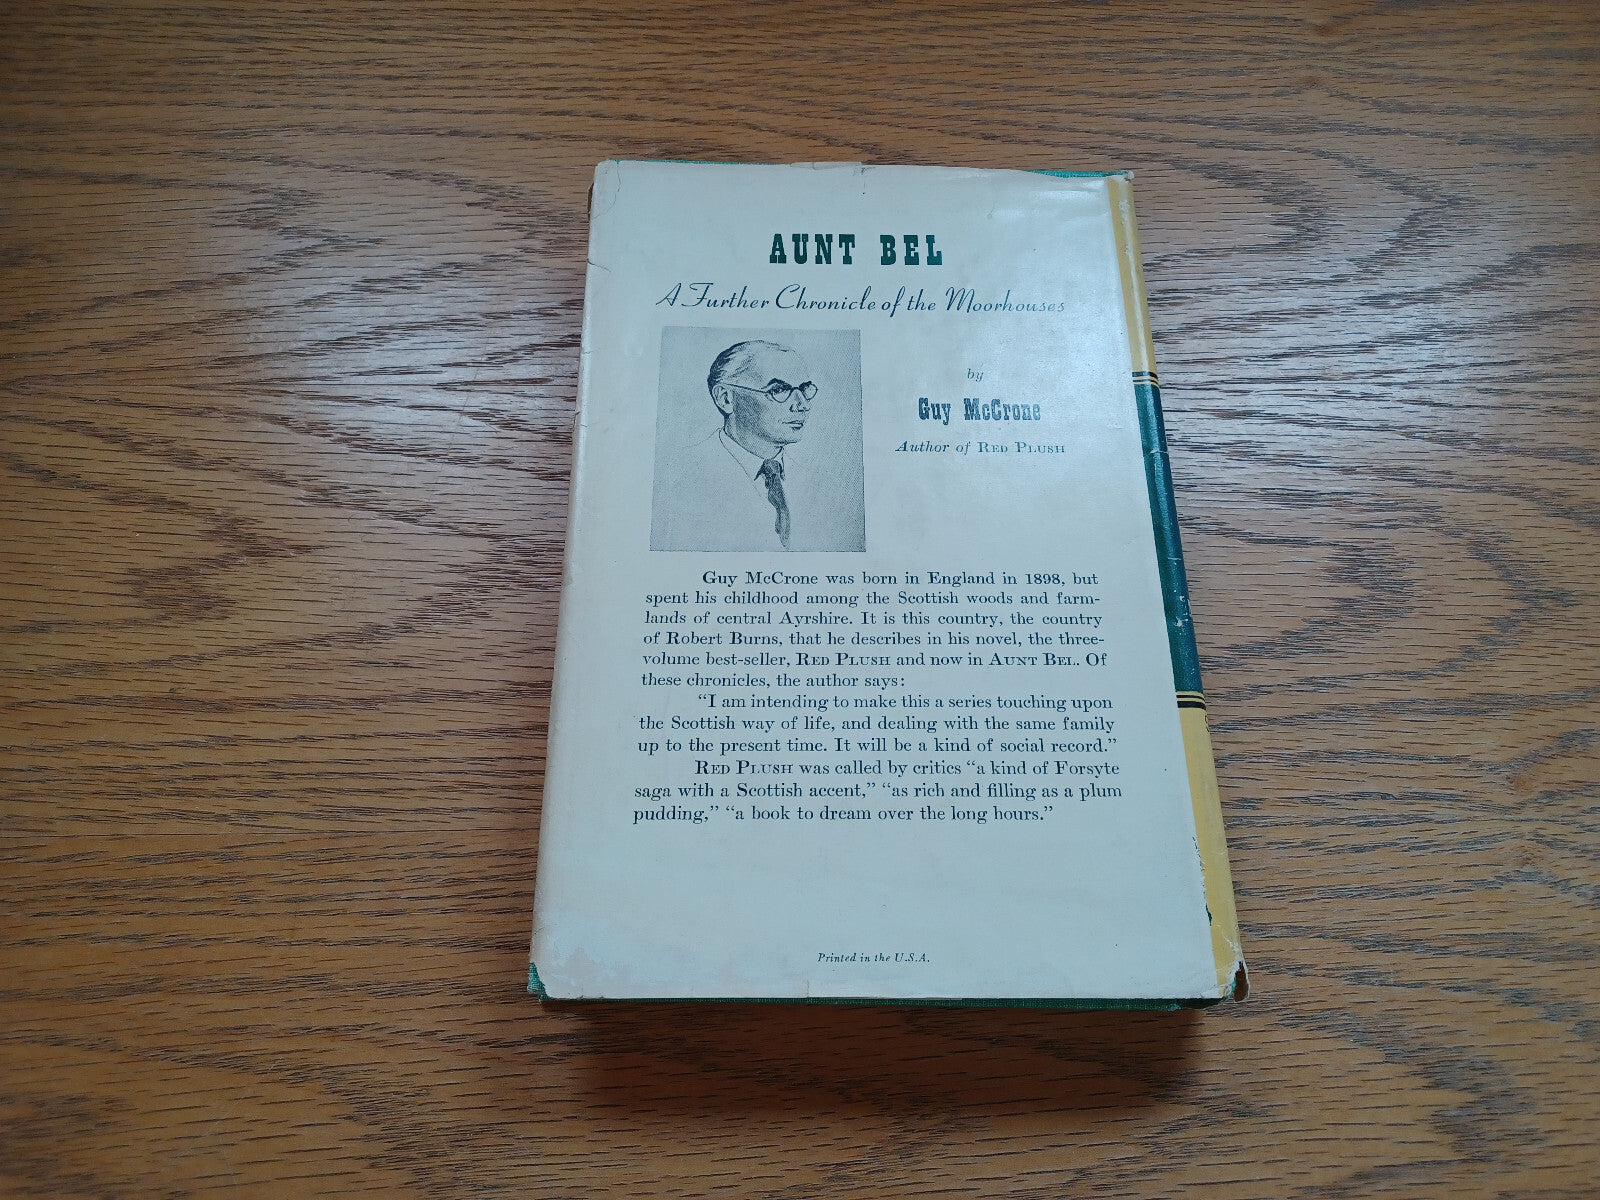 AUNT BEL
A Further Chronicle of the Moorhouses
by
Guy McCrone
Author of RED PLUSH
Guy McCrone was born in England in 1898, but
spent his childhood among the Scottish woods and farm-
lands of central Ayrshire. It is this country, the country
of Robert Burns, that he describes in his novel, the three-
volume best-seller, RED PLUSH and now in AUNT BEL. Of
these chronicles, the author says:
“I am intending to make this a series touching upon
the Scottish way of life, and dealing with the same family
up to the present time. It will be a kind of social record.”
RED PLUSH was called by critics “a kind of Forsyte
saga with a Scottish accent,” “as rich and filling as a plum
pudding,” “a book to dream over the long hours.”
Printed in the U.S.A.